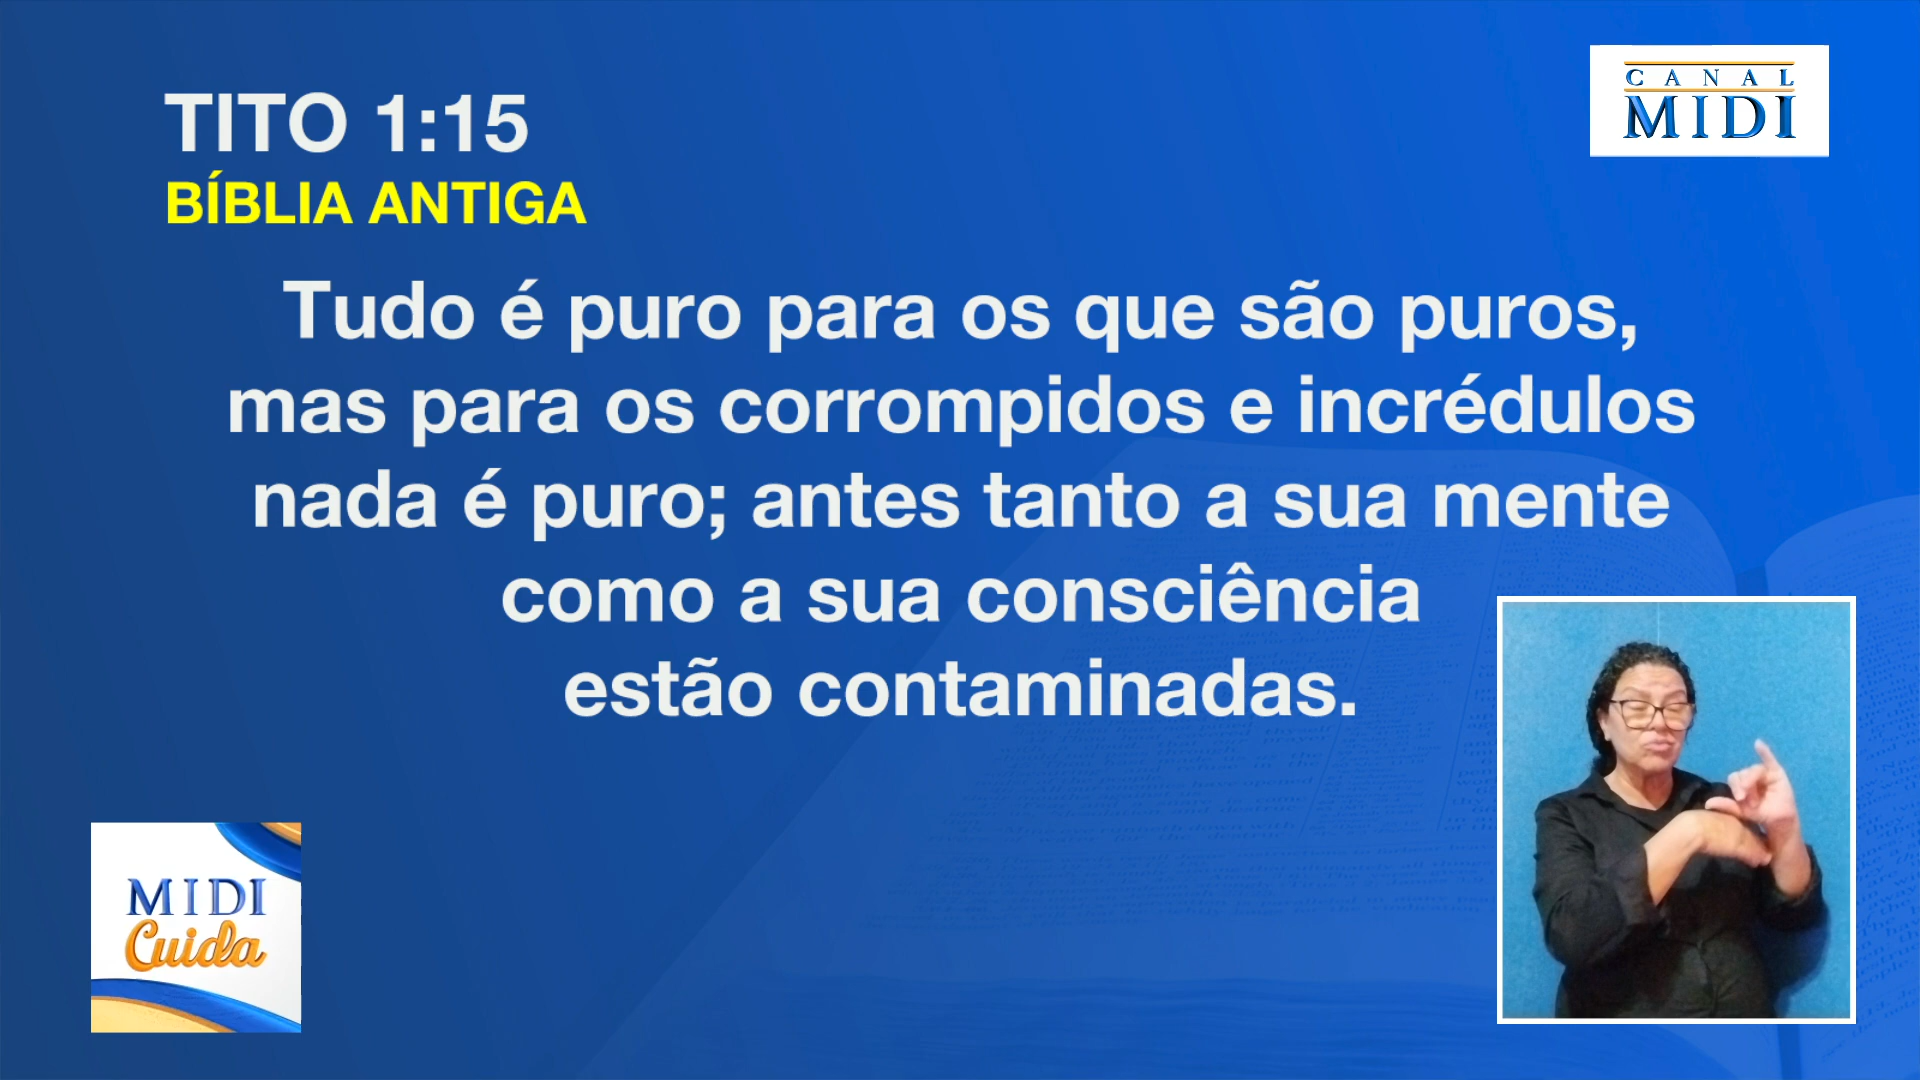 TITO 1:15
BÍBLIA ANTIGA
CANAL
MIDI
Tudo é puro para os que são puros,
mas para os corrompidos e incrédulos
nada é puro; antes tanto a sua mente
como a sua consciência
estão contaminadas.
MIDI
Cuida